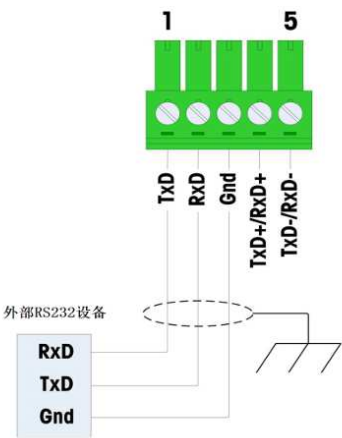 1 5
TxD
RxD
Gnd
TxD+/RxD+
TxD-/RxD-
外部RS232设备
RxD
TxD
Gnd